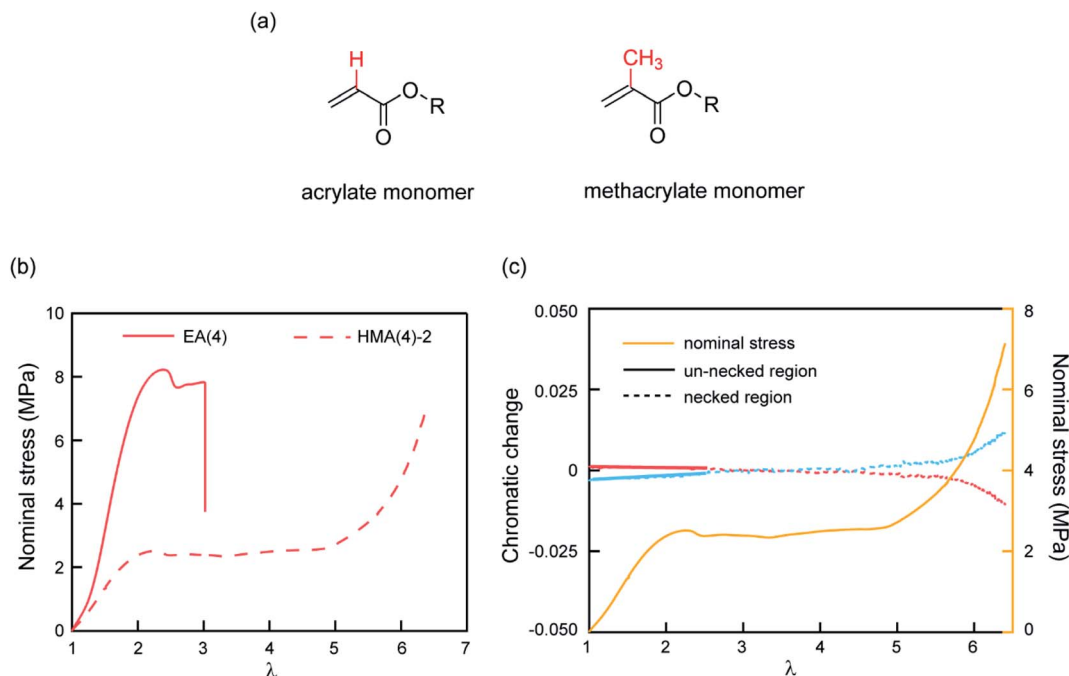 (a)
H
O
R
O
acrylate monomer
CH₃
O
R
O
methacrylate monomer
(b)
Nominal stress (MPa)
10
8
6
4
2
0
EA(4)
HMA(4)-2
1 2 3 4 5 6 7
λ
(c)
Chromatic change
0.050
0.025
0
-0.025
-0.050
nominal stress
un-necked region
necked region
8
6
4
2
0
Nominal stress (MPa)
1 2 3 4 5 6
λ